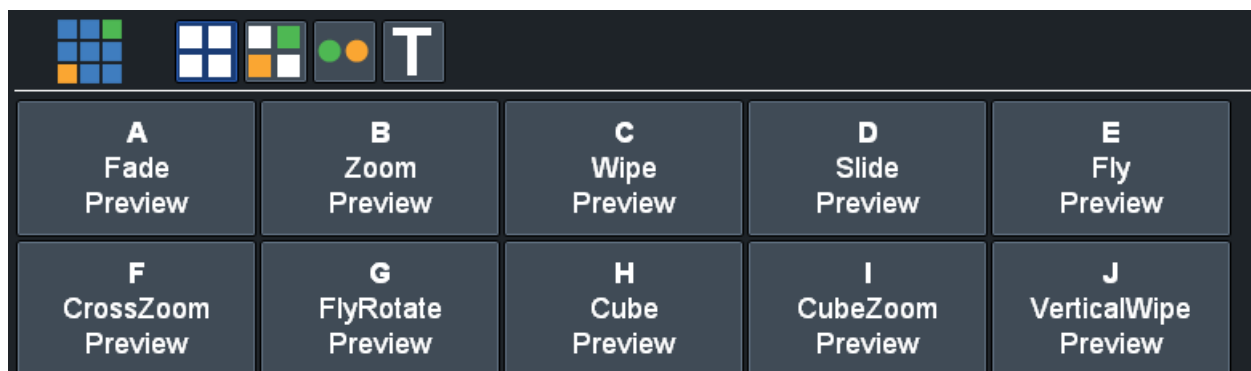 T
A
Fade
Preview
B
Zoom
Preview
C
Wipe
Preview
D
Slide
Preview
E
Fly
Preview
F
CrossZoom
Preview
G
FlyRotate
Preview
H
Cube
Preview
I
CubeZoom
Preview
J
VerticalWipe
Preview